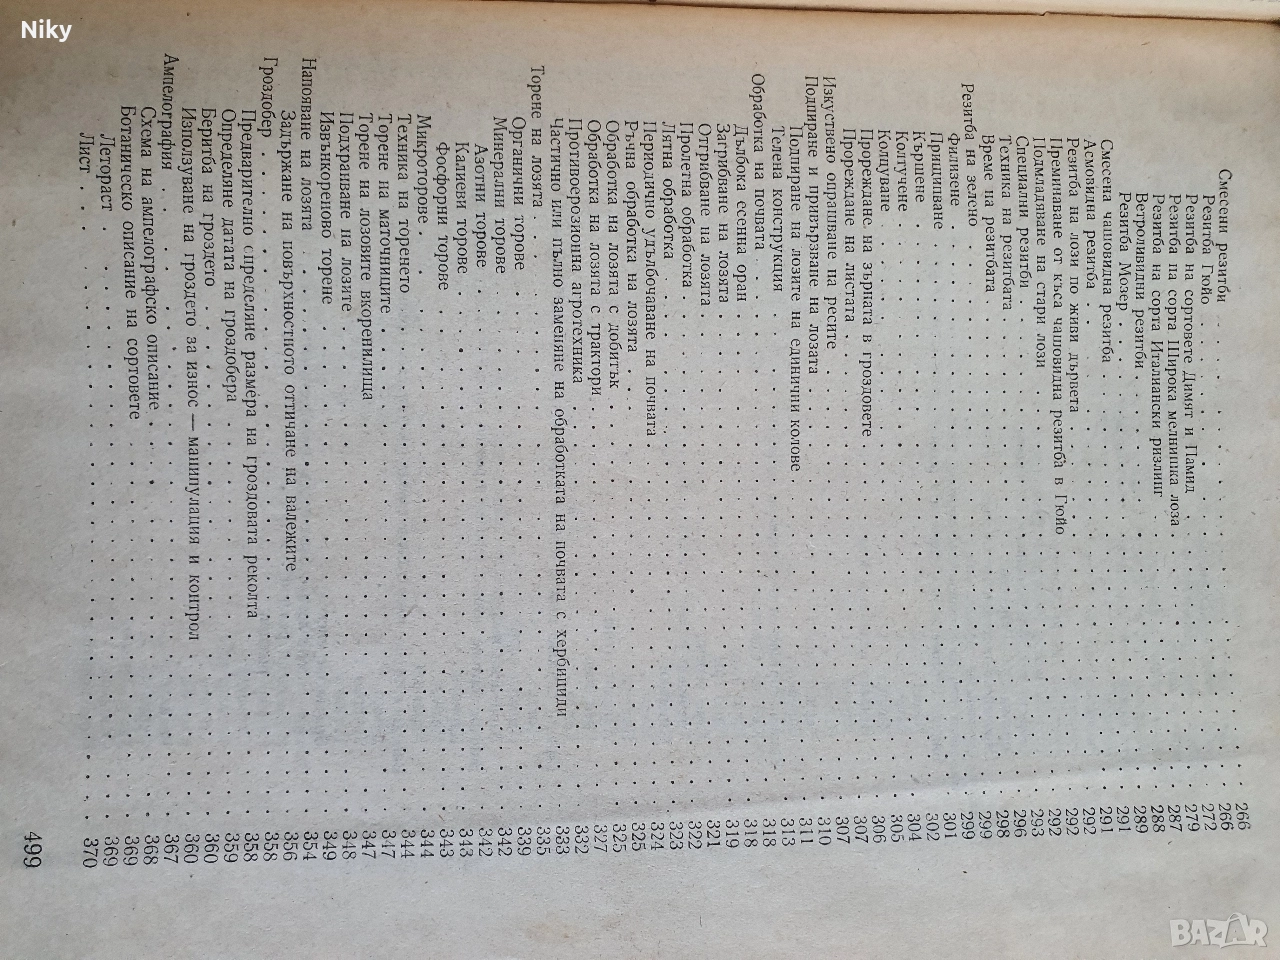 Niky
Смесени резитби 266
Резитба Гюйо 266
Резитба на сортовете Димят и Памид 272
Резитба на сорта Широка мелнишка лоза 279
Резитба на сорта Италиански ризлинг 287
Ветроливидни резитби 288
Резитба Мозер 289
Смесена чашовидна резитба 291
Асмовидна резитба 291
Резитба на лози по живи дървета 292
Преминаване от къса чашовидна резитба в Гюйо 292
Подмладяване на стари лози 292
Специални резитби 293
Техника на резитбата 296
Време на резитбата 298
Резитба на зелено 299
Филизене 299
Прищипване 301
Кършене 302
Колтучене 304
Колцуване 305
Прореждане на зърната в гроздовете 306
Прореждане на листата 307
Изкуствено опрашване на ресите 307
Подпиране и привързване на лозата 310
Подпиране на лозите на единични колове 311
Телена конструкция 313
Обработка на почвата 318
Дълбока есенна оран 318
Загрибване на лозята 319
Отгрибване на лозята 321
Пролетна обработка 322
Лятна обработка 323
Периодично удълбочаване на почвата 324
Ръчна обработка на лозята 325
Обработка на лозята с добитък 325
Обработка на лозята с трактори 327
Противоерозионна агротехника 332
Частично или пълно заменяне на обработката на почвата с хербициди 333
Торене на лозята 335
Органични торове 339
Минерални торове 342
Азотни торове 342
Калиеви торове 343
Фосфорни торове 343
Микроторове 344
Техника на торенето 344
Торене на маточниците 347
Торене на лозовите вкоренилища 347
Подхранване на лозите 348
Извънкореново торене 349
Напояване на лозята 354
Задържане на повърхностното оттичане на валежите 356
Гроздобер 358
Предварително определяне размера на гроздовата реколта 358
Определяне датата на гроздобера 359
Беритба на гроздето 360
Използуване на гроздето за износ — манипулация и контрол 360
Ампелография 367
Схема на ампелографско описание 368
Ботаническо описание на сортовете 369
Летораст 369
Лист 370
499
BAZAR